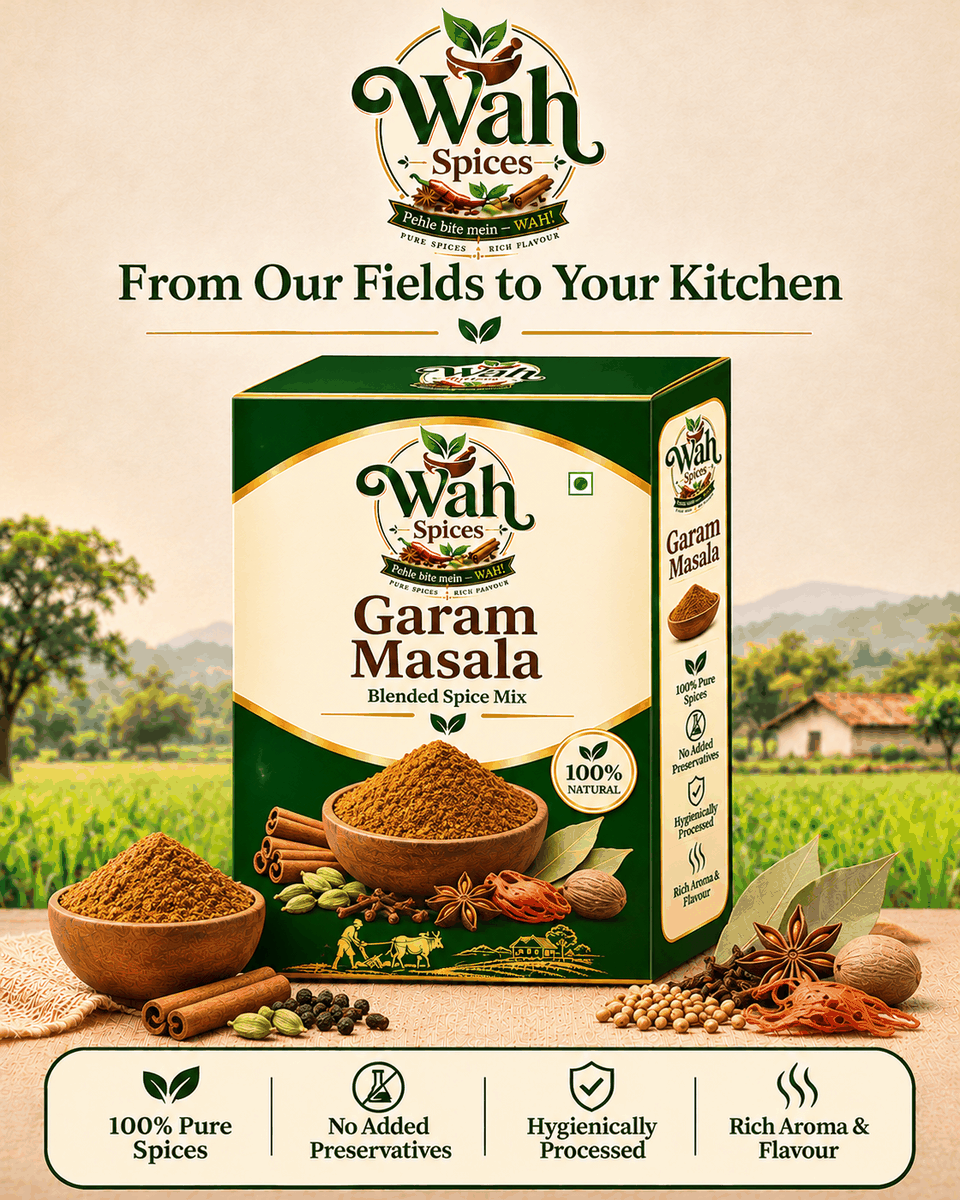 Wah
Spices
Pehle bite mein – WAH!
PURE SPICES RICH FLAVOUR
From Our Fields to Your Kitchen
Wah
Wah
Spices
Pehle bite mein – WAH!
PURE SPICES RICH
Garam
Masala
Blended Spice Mix
100%
NATURAL
Wah
Spices
Garam
Masala
100% Pure
Spices
No Added
Preservatives
Hygienically
Processed
Rich Aroma &
Flavour
100% Pure
Spices
No Added
Preservatives
Hygienically
Processed
Rich Aroma &
Flavour